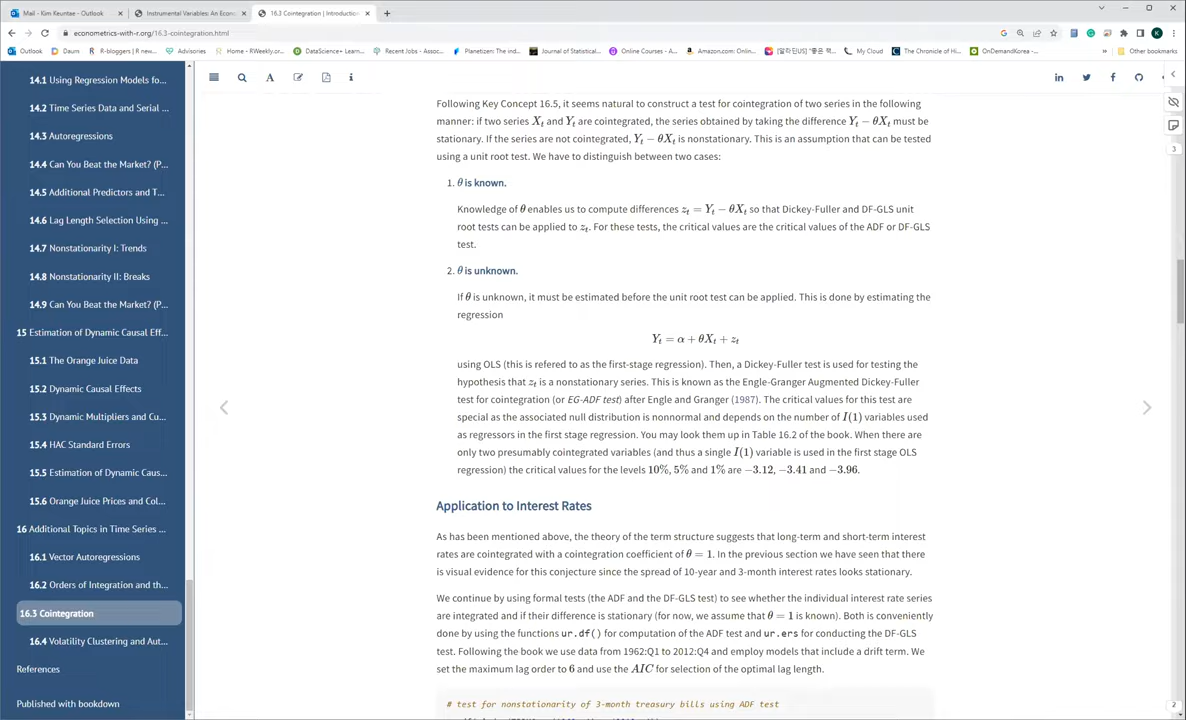 Mail - Kim Keuntae - Outlook
Instrumental Variables: An Econ
16.3 Cointegration | Introduction
econometrics-with-r.org/16.3-cointegration.html
Outlook
Daum
R-bloggers | R new...
Advisories
Home - RWeekly.or...
DataScience+ Learn...
Recent Jobs - Assoc...
Planetizen: The ind...
Journal of Statistical...
Online Courses - A...
Amazon.com: Onlin...
My Cloud
The Chronicle of Hi...
OnDemandKorea -...
Other bookmarks
14.1 Using Regression Models fo...
14.2 Time Series Data and Serial ...
14.3 Autoregressions
14.4 Can You Beat the Market? (P...
14.5 Additional Predictors and T...
14.6 Lag Length Selection Using ...
14.7 Nonstationarity I: Trends
14.8 Nonstationarity II: Breaks
14.9 Can You Beat the Market? (P...
15 Estimation of Dynamic Causal Eff...
15.1 The Orange Juice Data
15.2 Dynamic Causal Effects
15.3 Dynamic Multipliers and Cu...
15.4 HAC Standard Errors
15.5 Estimation of Dynamic Caus...
15.6 Orange Juice Prices and Col...
16 Additional Topics in Time Series ...
16.1 Vector Autoregressions
16.2 Orders of Integration and th...
16.3 Cointegration
16.4 Volatility Clustering and Aut...
References
Published with bookdown
Following Key Concept 16.5, it seems natural to construct a test for cointegration of two series in the following
manner: if two series Xt and Yt are cointegrated, the series obtained by taking the difference Yt − θXt must be
stationary. If the series are not cointegrated, Yt − θXt is nonstationary. This is an assumption that can be tested
using a unit root test. We have to distinguish between two cases:
1. θ is known.
Knowledge of θ enables us to compute differences zt = Yt − θXt so that Dickey-Fuller and DF-GLS unit
root tests can be applied to zt. For these tests, the critical values are the critical values of the ADF or DF-GLS
test.
2. θ is unknown.
If θ is unknown, it must be estimated before the unit root test can be applied. This is done by estimating the
regression
Yt = α + θXt + zt
using OLS (this is refered to as the first-stage regression). Then, a Dickey-Fuller test is used for testing the
hypothesis that zt is a nonstationary series. This is known as the Engle-Granger Augmented Dickey-Fuller
test for cointegration (or EG-ADF test) after Engle and Granger (1987). The critical values for this test are
special as the associated null distribution is nonnormal and depends on the number of I(1) variables used
as regressors in the first stage regression. You may look them up in Table 16.2 of the book. When there are
only two presumably cointegrated variables (and thus a single I(1) variable is used in the first stage OLS
regression) the critical values for the levels 10%, 5% and 1% are −3.12, −3.41 and −3.96.
Application to Interest Rates
As has been mentioned above, the theory of the term structure suggests that long-term and short-term interest
rates are cointegrated with a cointegration coefficient of θ = 1. In the previous section we have seen that there
is visual evidence for this conjecture since the spread of 10-year and 3-month interest rates looks stationary.
We continue by using formal tests (the ADF and the DF-GLS test) to see whether the individual interest rate series
are integrated and if their difference is stationary (for now, we assume that θ = 1 is known). Both is conveniently
done by using the functions ur.df() for computation of the ADF test and ur.ers for conducting the DF-GLS
test. Following the book we use data from 1962:Q1 to 2012:Q4 and employ models that include a drift term. We
set the maximum lag order to 6 and use the AIC for selection of the optimal lag length.
# test for nonstationarity of 3-month treasury bills using ADF test
3
2